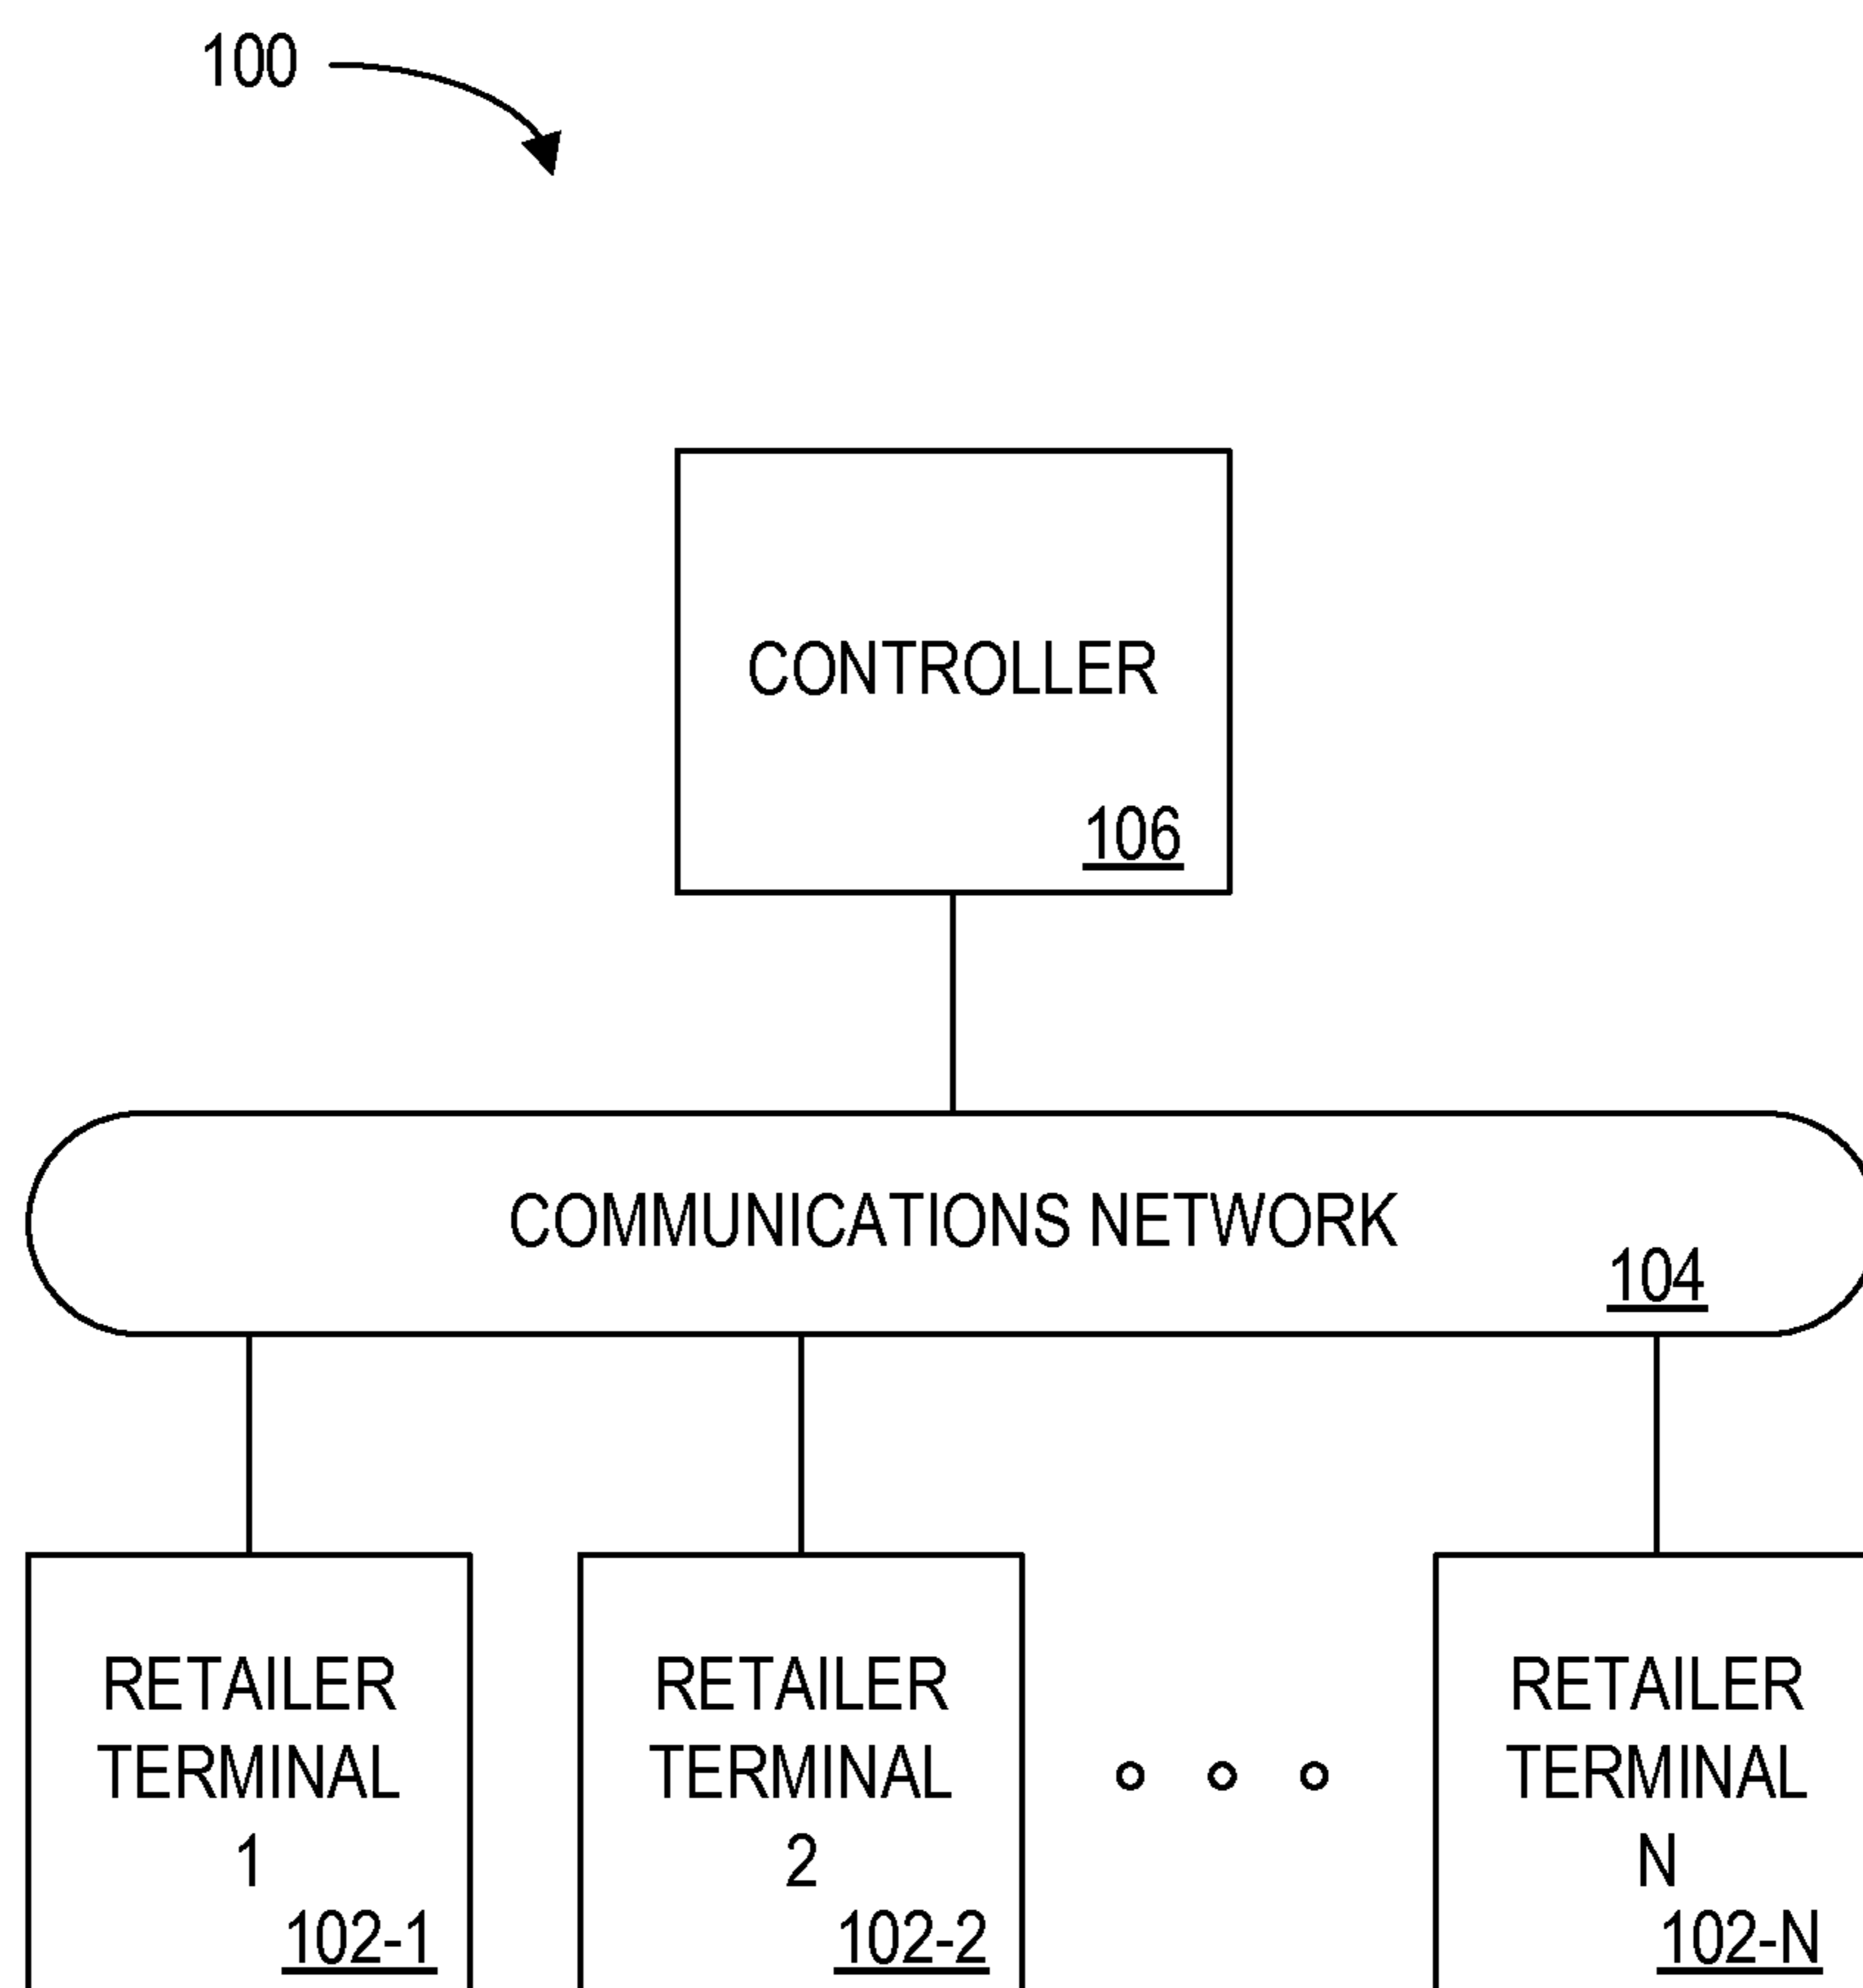 100
CONTROLLER
106
COMMUNICATIONS NETWORK
104
RETAILER
TERMINAL
1
102-1
RETAILER
TERMINAL
2
102-2
RETAILER
TERMINAL
N
102-N